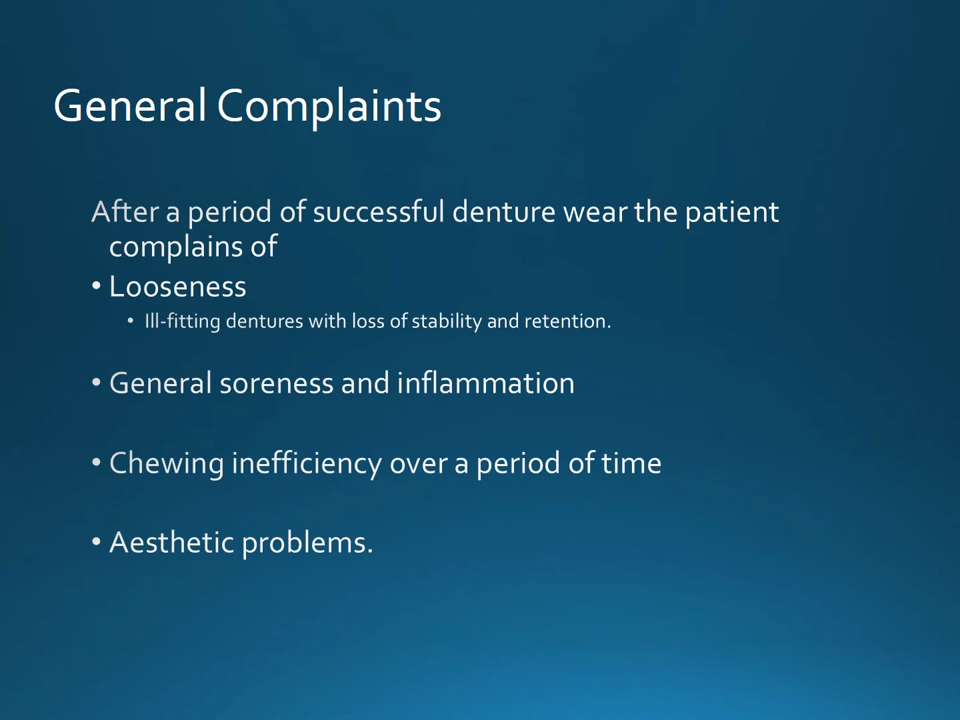 General Complaints
After a period of successful denture wear the patient
complains of
• Looseness
• Ill-fitting dentures with loss of stability and retention.
• General soreness and inflammation
• Chewing inefficiency over a period of time
• Aesthetic problems.